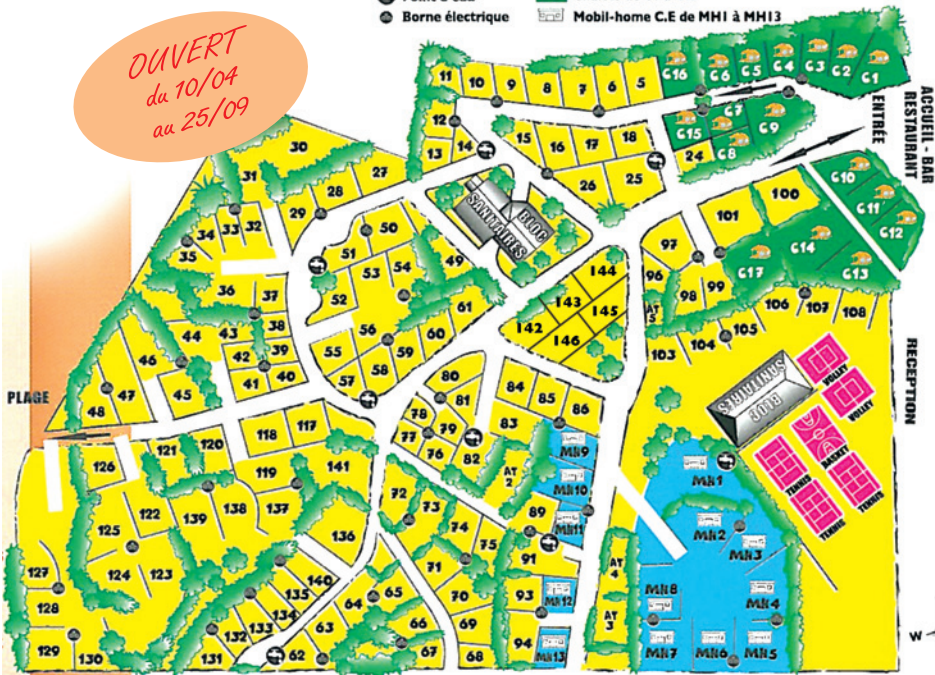 Borne électrique
Mobil-home C.E de MH1 à MH13
OUVERT
du 10/04
au 25/09
ACCUEIL - BAR
RESTAURANT
ENTRÉE
RECEPTION
PLAGE
BLOC
SANITAIRES
BLOC
SANITAIRES
VOLLEY
VOLLEY
BASKET
TENNIS
TENNIS
TENNIS
W
11 10 9 8 7 6 5 C16 C6 C5 C4 C3 C2 C1
12 13 14 15 16 17 18 C15 C7 C8 C9
24 25 26
30 31 27 28 29
32 33 34 35
C10 C11 C12 C13 C14 C17
100 101 97 96 98 99 AT 5
36 37 38 39 40 41 42 43 44 45 46 47 48
49 50 51 52 53 54 55 56 57 58 59 60 61
144 143 145 142 146
103 104 105 106 107 108
80 81 78 79 77 76 82 83 84 85 86
AT 2
MH9
MH10
MH11
MH12
MH13
89 91 93 94
126 121 120 118 117 119 141
125 122 139 138 137 136
124 123 127 128 129 130
131 132 133 134 135 140
72 73 74 75 71 70 69 68
62 63 64 65 66 67
AT 4
AT 3
MH1
MH2
MH3
MH4
MH5
MH6
MH7
MH8